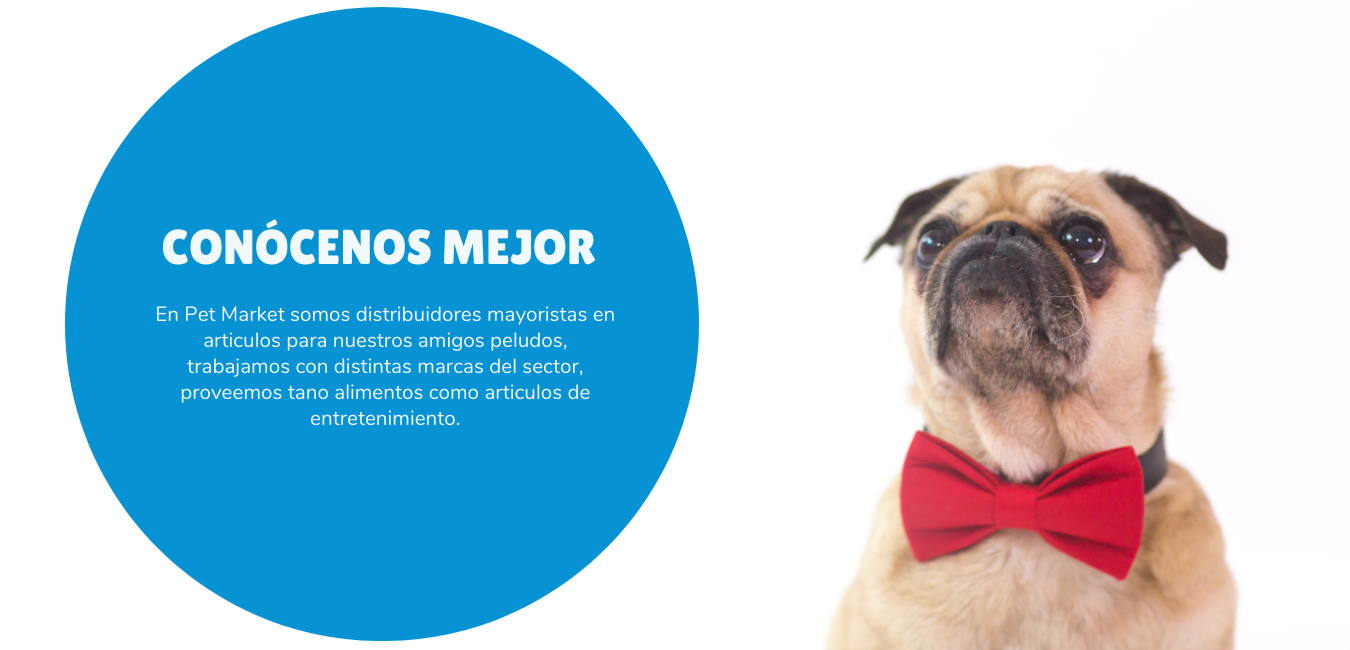 CONÓCENOS MEJOR
En Pet Market somos distribuidores mayoristas en
articulos para nuestros amigos peludos,
trabajamos con distintas marcas del sector,
proveemos tano alimentos como articulos de
entretenimiento.